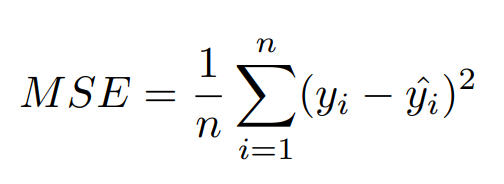 $MSE = \frac{1}{n} \sum_{i=1}^{n} (y_i - \hat{y_i})^2$